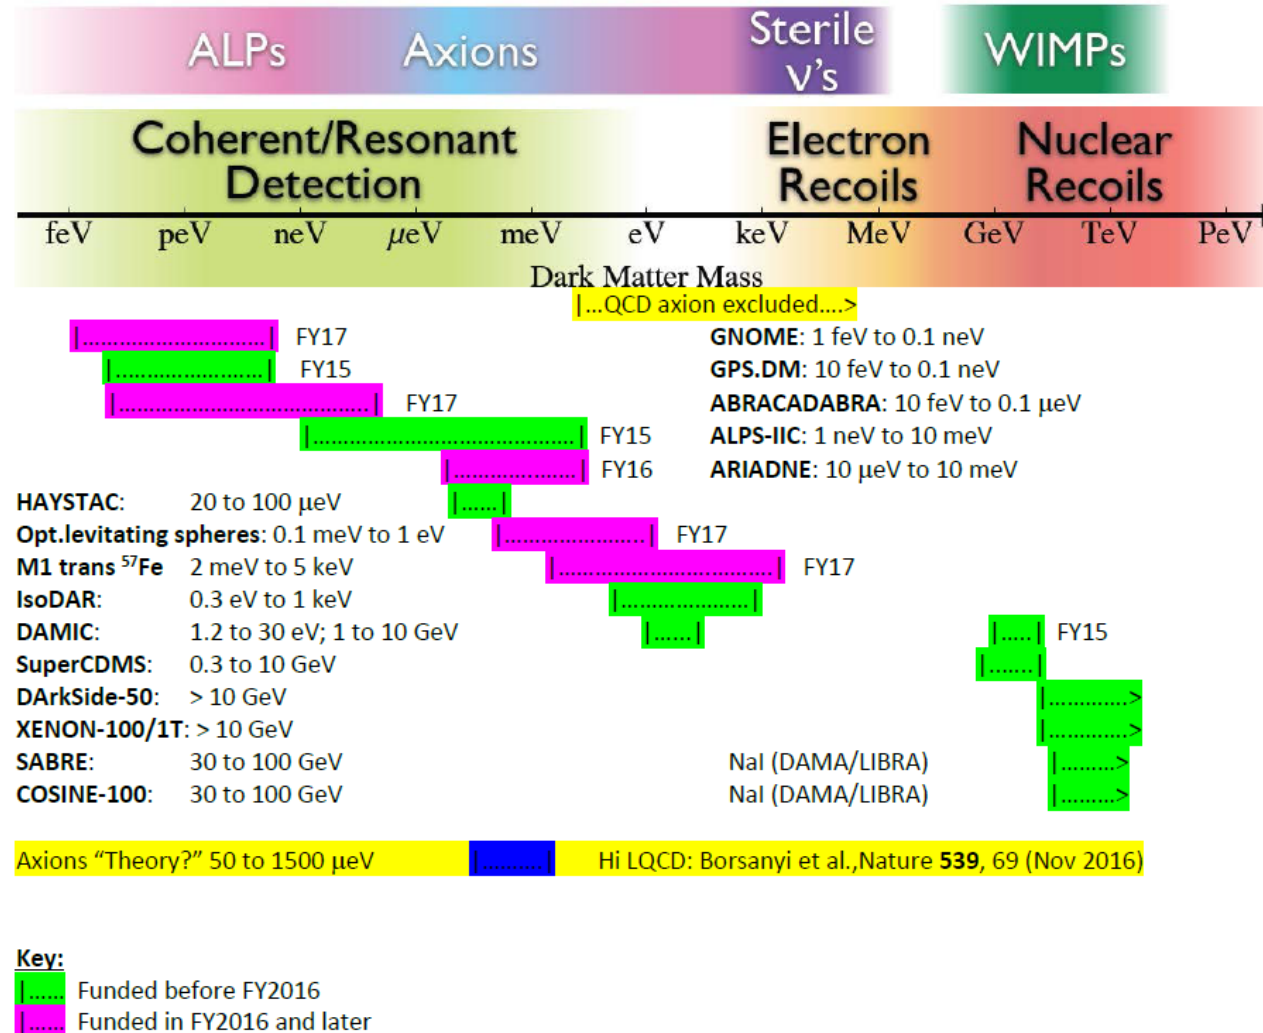 ALPs Axions Sterile ν's WIMPs
Coherent/Resonant Detection Electron Recoils Nuclear Recoils
feV peV neV μeV meV eV keV MeV GeV TeV PeV
Dark Matter Mass
|...QCD axion excluded....>
|..............................| FY17 GNOME: 1 feV to 0.1 neV
|.........................| FY15 GPS.DM: 10 feV to 0.1 neV
|.........................................| FY17 ABRACADABRA: 10 feV to 0.1 μeV
|...........................................| FY15 ALPS-IIC: 1 neV to 10 meV
|....................| FY16 ARIADNE: 10 μeV to 10 meV
HAYSTAC: 20 to 100 μeV |......|
Opt.levitating spheres: 0.1 meV to 1 eV |........................| FY17
M1 trans ⁵⁷Fe 2 meV to 5 keV |...................................| FY17
IsoDAR: 0.3 eV to 1 keV |.....................|
DAMIC: 1.2 to 30 eV; 1 to 10 GeV |......| |.....| FY15
SuperCDMS: 0.3 to 10 GeV |.......|
DArkSide-50: > 10 GeV |.............>
XENON-100/1T: > 10 GeV |.............>
SABRE: 30 to 100 GeV NaI (DAMA/LIBRA) |.........>
COSINE-100: 30 to 100 GeV NaI (DAMA/LIBRA) |.........>
Axions “Theory?” 50 to 1500 μeV |..........| Hi LQCD: Borsanyi et al.,Nature 539, 69 (Nov 2016)
Key:
|...... Funded before FY2016
|...... Funded in FY2016 and later